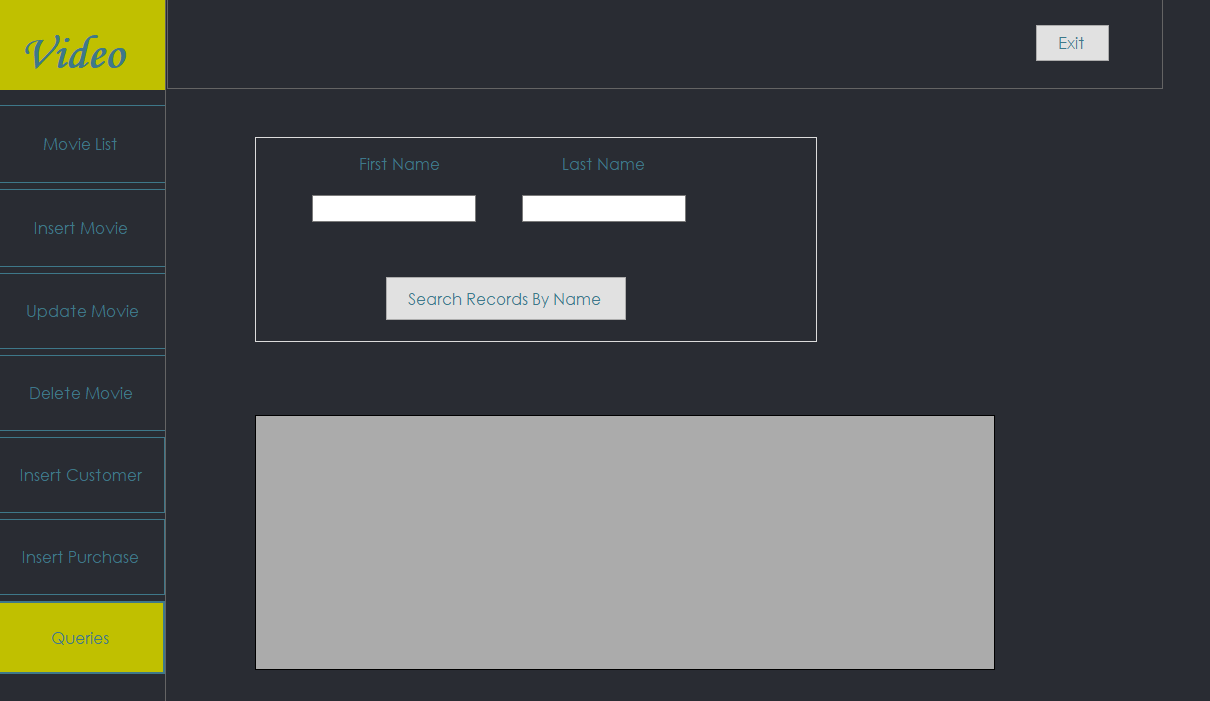 Video
Exit
Movie List
Insert Movie
Update Movie
Delete Movie
Insert Customer
Insert Purchase
Queries
First Name
Last Name
Search Records By Name